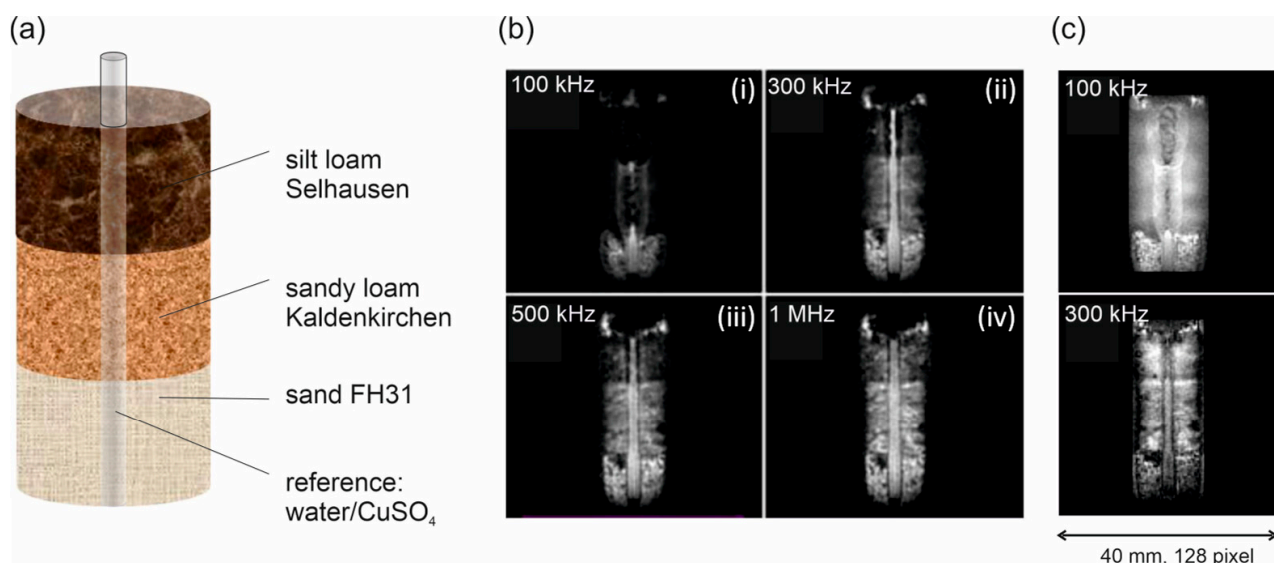 (a)
silt loam
Selhausen
sandy loam
Kaldenkirchen
sand FH31
reference:
water/CuSO₄
(b)
100 kHz (i)
300 kHz (ii)
500 kHz (iii)
1 MHz (iv)
(c)
100 kHz
300 kHz
40 mm, 128 pixel